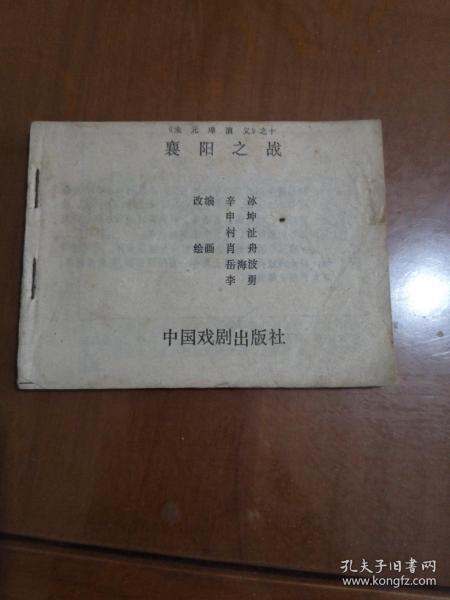 《朱元璋演义》之十
襄阳之战
改编 辛冰
申坤
村沚
绘画 肖舟
岳海波
李勇
中国戏剧出版社
孔夫子旧书网
www.kongfz.com